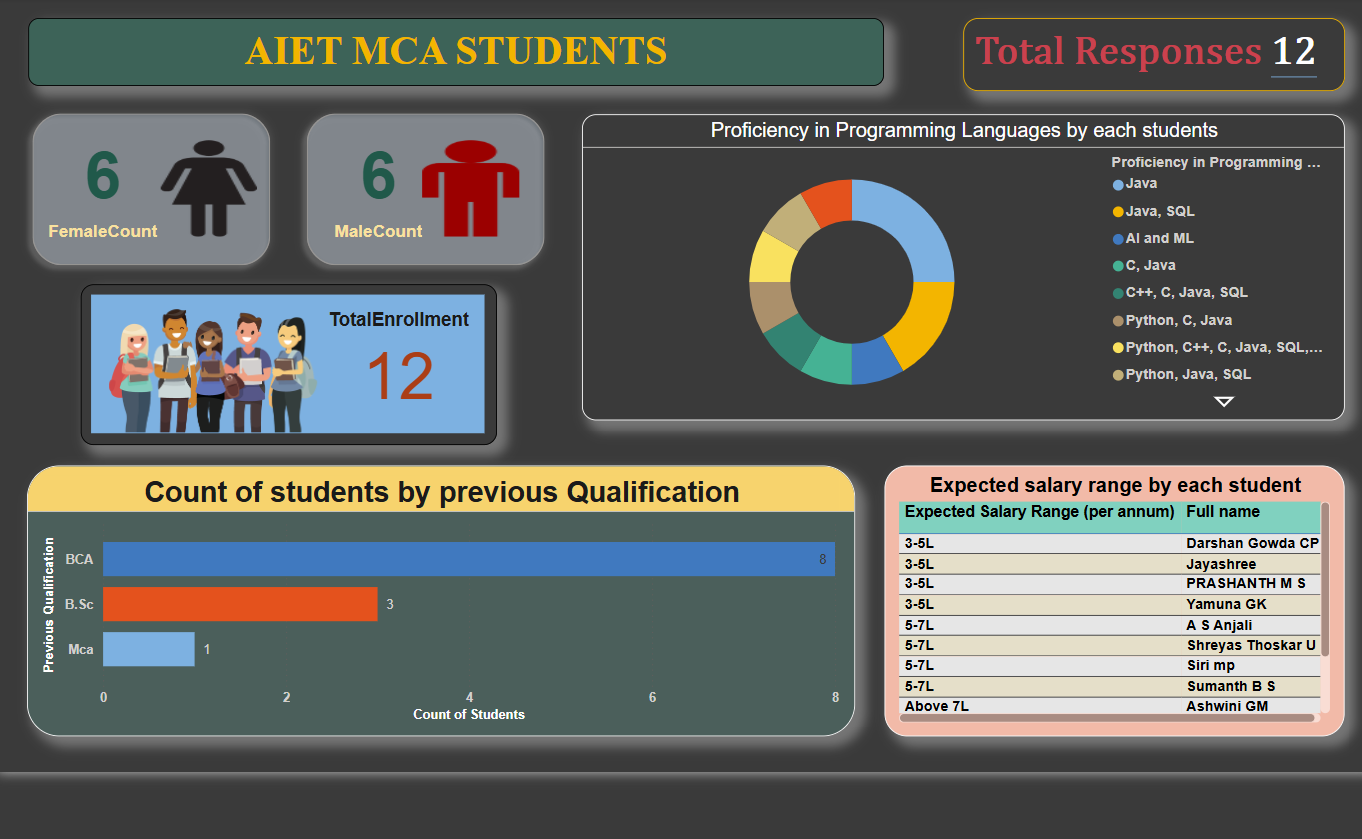 AIET MCA STUDENTS
Total Responses 12
6
FemaleCount
6
MaleCount
TotalEnrollment
12
Proficiency in Programming Languages by each students
Proficiency in Programming ...
Java
Java, SQL
AI and ML
C, Java
C++, C, Java, SQL
Python, C, Java
Python, C++, C, Java, SQL,...
Python, Java, SQL
Count of students by previous Qualification
Previous Qualification
BCA 8
B.Sc 3
Mca 1
0 2 4 6 8
Count of Students
Expected salary range by each student
Expected Salary Range (per annum) Full name
3-5L Darshan Gowda CP
3-5L Jayashree
3-5L PRASHANTH M S
3-5L Yamuna GK
5-7L A S Anjali
5-7L Shreyas Thoskar U
5-7L Siri mp
5-7L Sumanth B S
Above 7L Ashwini GM